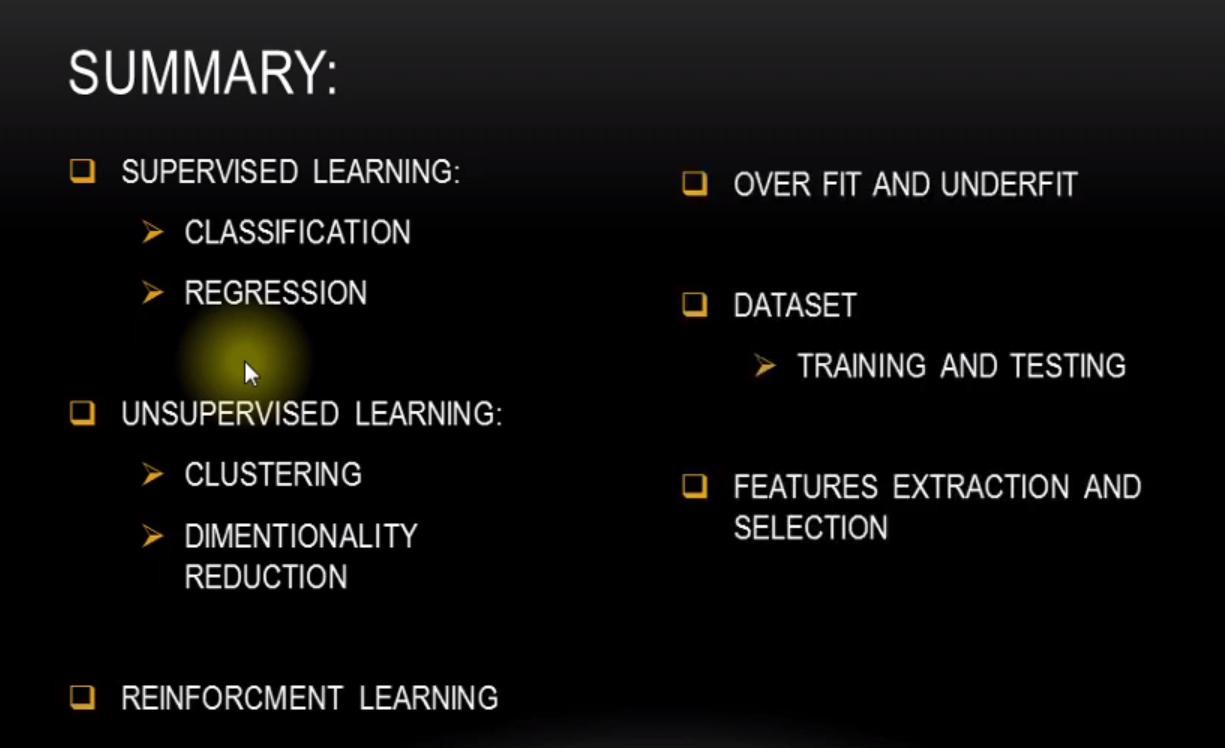 SUMMARY:
SUPERVISED LEARNING:
CLASSIFICATION
REGRESSION
UNSUPERVISED LEARNING:
CLUSTERING
DIMENTIONALITY
REDUCTION
REINFORCMENT LEARNING
OVER FIT AND UNDERFIT
DATASET
TRAINING AND TESTING
FEATURES EXTRACTION AND
SELECTION